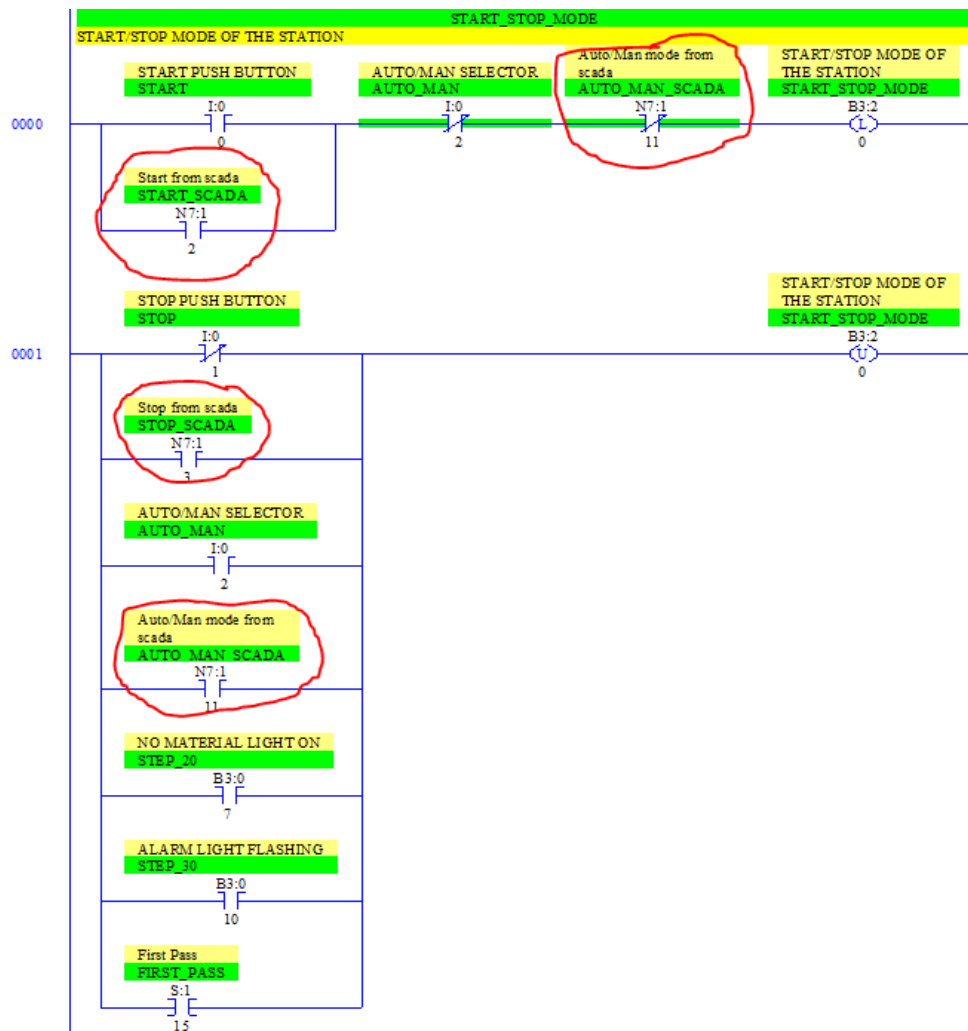 START_STOP_MODE
START/STOP MODE OF THE STATION
START PUSH BUTTON
START
I:0
0
AUTO/MAN SELECTOR
AUTO_MAN
I:0
2
Auto/Man mode from
scada
AUTO_MAN_SCADA
N7:1
11
START/STOP MODE OF
THE STATION
START_STOP_MODE
B3:2
L
0
0000
Start from scada
START_SCADA
N7:1
2
STOP PUSH BUTTON
STOP
I:0
1
START/STOP MODE OF
THE STATION
START_STOP_MODE
B3:2
U
0
0001
Stop from scada
STOP_SCADA
N7:1
3
AUTO/MAN SELECTOR
AUTO_MAN
I:0
2
Auto/Man mode from
scada
AUTO_MAN_SCADA
N7:1
11
NO MATERIAL LIGHT ON
STEP_20
B3:0
7
ALARM LIGHT FLASHING
STEP_30
B3:0
10
First Pass
FIRST_PASS
S:1
15